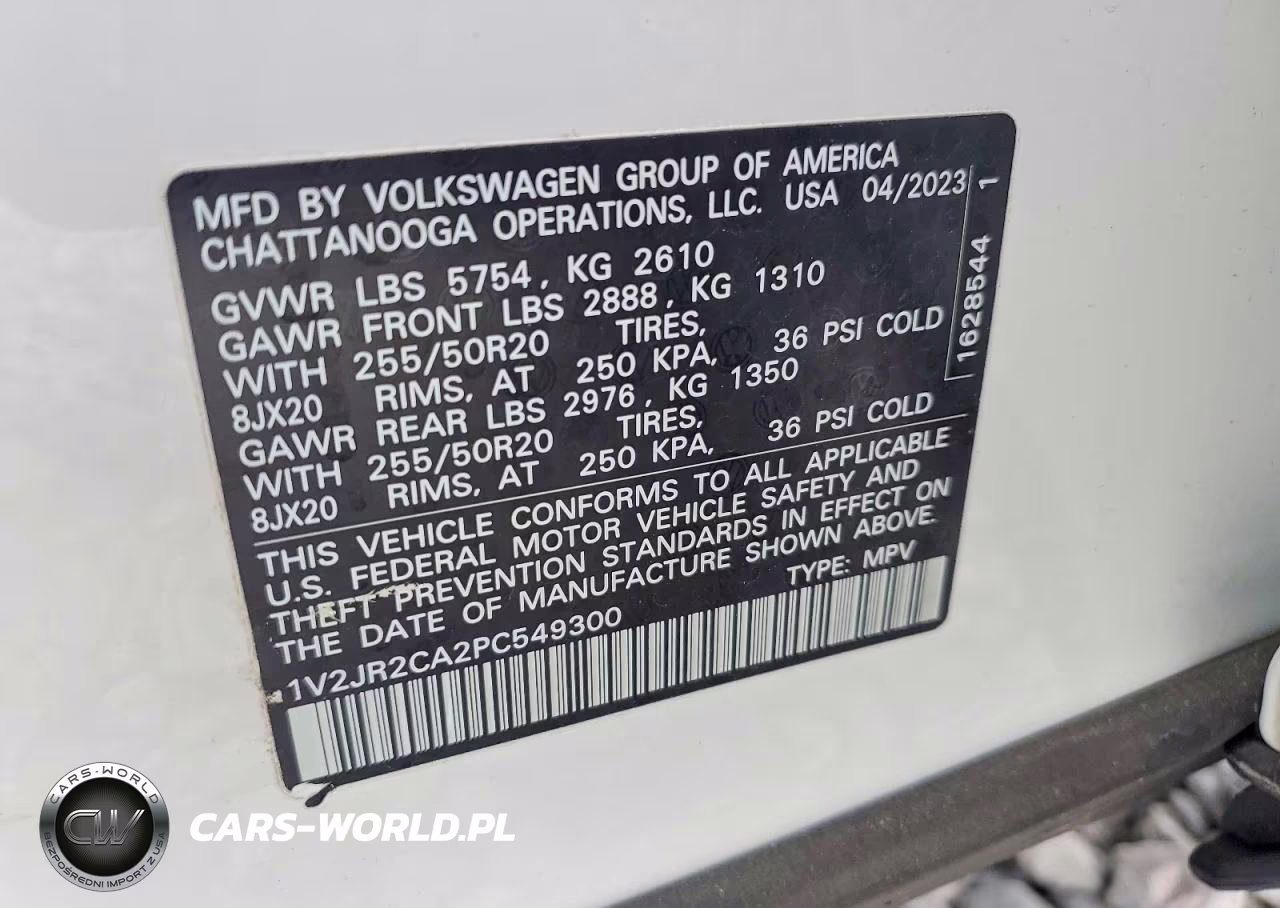 MFD BY VOLKSWAGEN GROUP OF AMERICA
CHATTANOOGA OPERATIONS, LLC. USA 04/2023
GVWR LBS 5754, KG 2610
GAWR FRONT LBS 2888, KG 1310
WITH 255/50R20 TIRES,
8JX20 RIMS, AT 250 KPA, 36 PSI COLD
GAWR REAR LBS 2976, KG 1350
WITH 255/50R20 TIRES,
8JX20 RIMS, AT 250 KPA, 36 PSI COLD
1628544 1
THIS VEHICLE CONFORMS TO ALL APPLICABLE
U.S. FEDERAL MOTOR VEHICLE SAFETY AND
THEFT PREVENTION STANDARDS IN EFFECT ON
THE DATE OF MANUFACTURE SHOWN ABOVE.
TYPE: MPV
1V2JR2CA2PC549300
CARS-WORLD
CW
BEZPOŚREDNI IMPORT Z USA
CARS-WORLD.PL